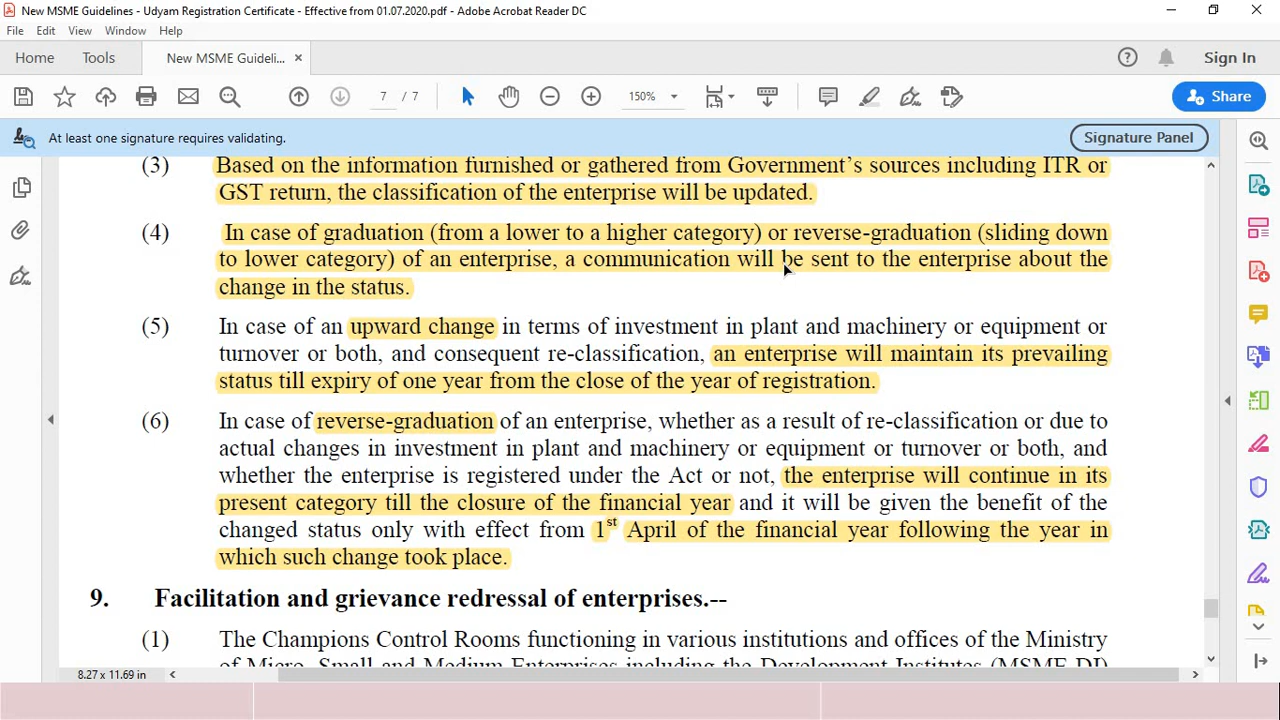 New MSME Guidelines - Udyam Registration Certificate - Effective from 01.07.2020.pdf - Adobe Acrobat Reader DC
File Edit View Window Help
Home Tools New MSME Guideli... × Sign In
7 / 7 150% Share
At least one signature requires validating. Signature Panel
(3) Based on the information furnished or gathered from Government's sources including ITR or
GST return, the classification of the enterprise will be updated.
(4) In case of graduation (from a lower to a higher category) or reverse-graduation (sliding down
to lower category) of an enterprise, a communication will be sent to the enterprise about the
change in the status.
(5) In case of an upward change in terms of investment in plant and machinery or equipment or
turnover or both, and consequent re-classification, an enterprise will maintain its prevailing
status till expiry of one year from the close of the year of registration.
(6) In case of reverse-graduation of an enterprise, whether as a result of re-classification or due to
actual changes in investment in plant and machinery or equipment or turnover or both, and
whether the enterprise is registered under the Act or not, the enterprise will continue in its
present category till the closure of the financial year and it will be given the benefit of the
changed status only with effect from 1st April of the financial year following the year in
which such change took place.
9. Facilitation and grievance redressal of enterprises.--
(1) The Champions Control Rooms functioning in various institutions and offices of the Ministry
of Micro, Small and Medium Enterprises including the Development Institutes (MSME-DI)
8.27 x 11.69 in